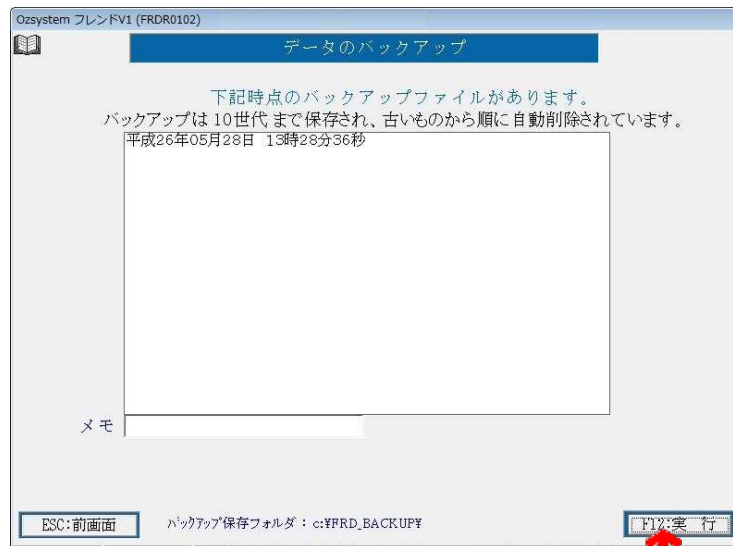 Ozsystem フレンドV1 (FRDR0102)
データのバックアップ
下記時点のバックアップファイルがあります。
バックアップは 10世代 まで保存され、古いものから順に自動削除されています。
平成26年05月28日 13時28分36秒
メモ
ESC:前画面 ﾊﾞｯｸｱｯﾌﾟ保存フォルダ : c:¥FRD_BACKUP¥ F12:実 行